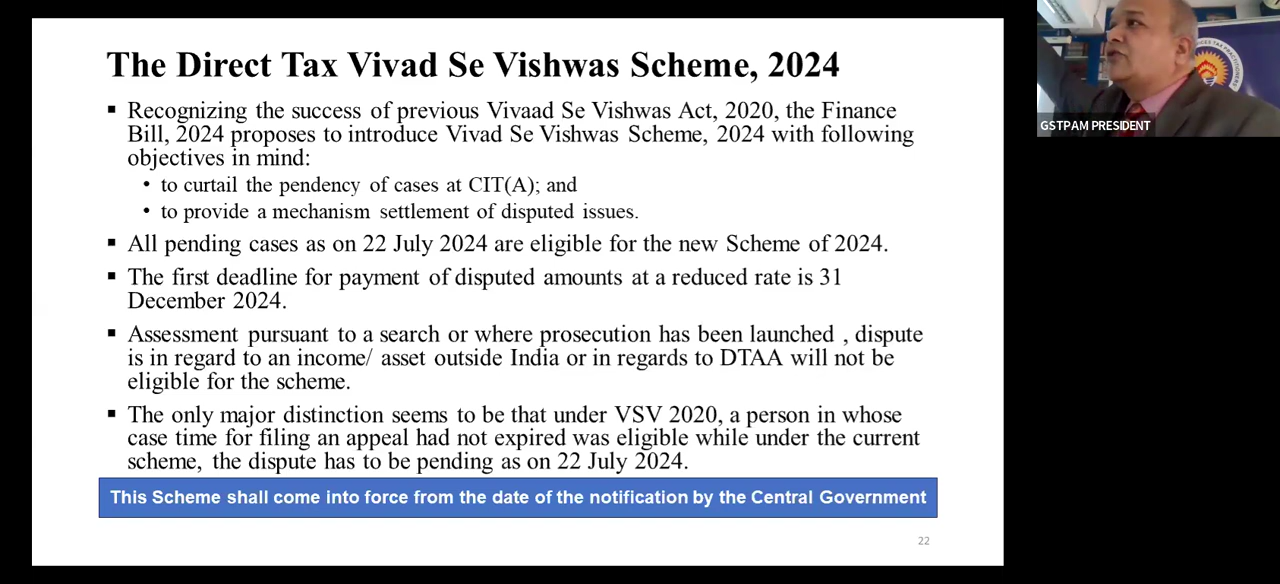 The Direct Tax Vivad Se Vishwas Scheme, 2024
▪ Recognizing the success of previous Vivaad Se Vishwas Act, 2020, the Finance
Bill, 2024 proposes to introduce Vivad Se Vishwas Scheme, 2024 with following
objectives in mind:
• to curtail the pendency of cases at CIT(A); and
• to provide a mechanism settlement of disputed issues.
▪ All pending cases as on 22 July 2024 are eligible for the new Scheme of 2024.
▪ The first deadline for payment of disputed amounts at a reduced rate is 31
December 2024.
▪ Assessment pursuant to a search or where prosecution has been launched , dispute
is in regard to an income/ asset outside India or in regards to DTAA will not be
eligible for the scheme.
▪ The only major distinction seems to be that under VSV 2020, a person in whose
case time for filing an appeal had not expired was eligible while under the current
scheme, the dispute has to be pending as on 22 July 2024.
This Scheme shall come into force from the date of the notification by the Central Government
22
GSTPAM PRESIDENT